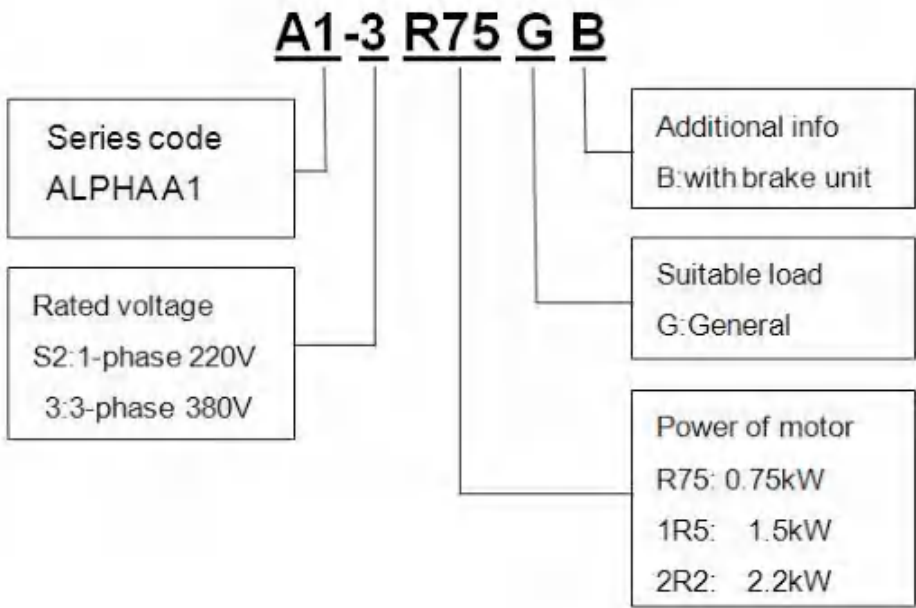 A1-3 R75 G B
Series code
ALPHA A1
Rated voltage
S2:1-phase 220V
3:3-phase 380V
Additional info
B:with brake unit
Suitable load
G:General
Power of motor
R75: 0.75kW
1R5: 1.5kW
2R2: 2.2kW